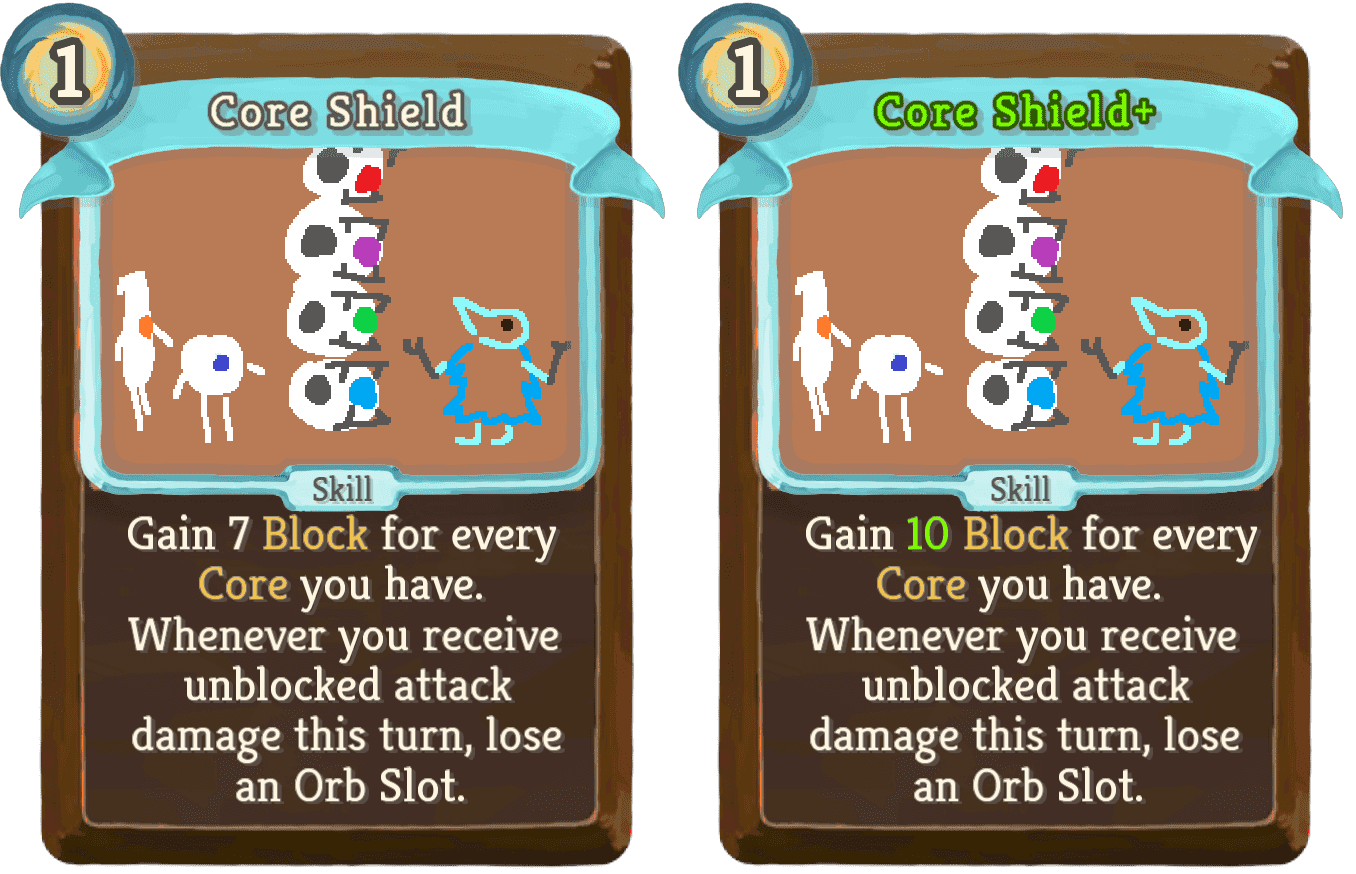 1
Core Shield
Skill
Gain 7 Block for every
Core you have.
Whenever you receive
unblocked attack
damage this turn, lose
an Orb Slot.
1
Core Shield+
Skill
Gain 10 Block for every
Core you have.
Whenever you receive
unblocked attack
damage this turn, lose
an Orb Slot.